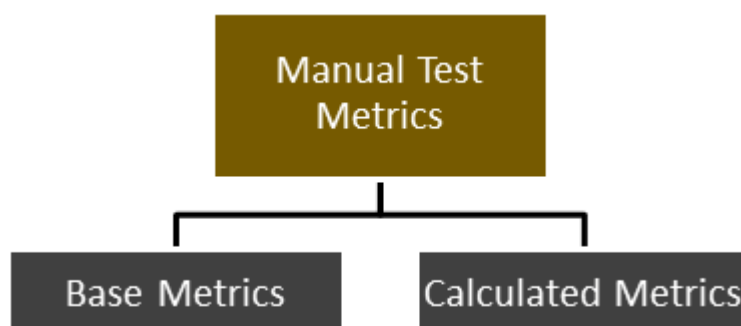 Manual Test
Metrics
Base Metrics
Calculated Metrics